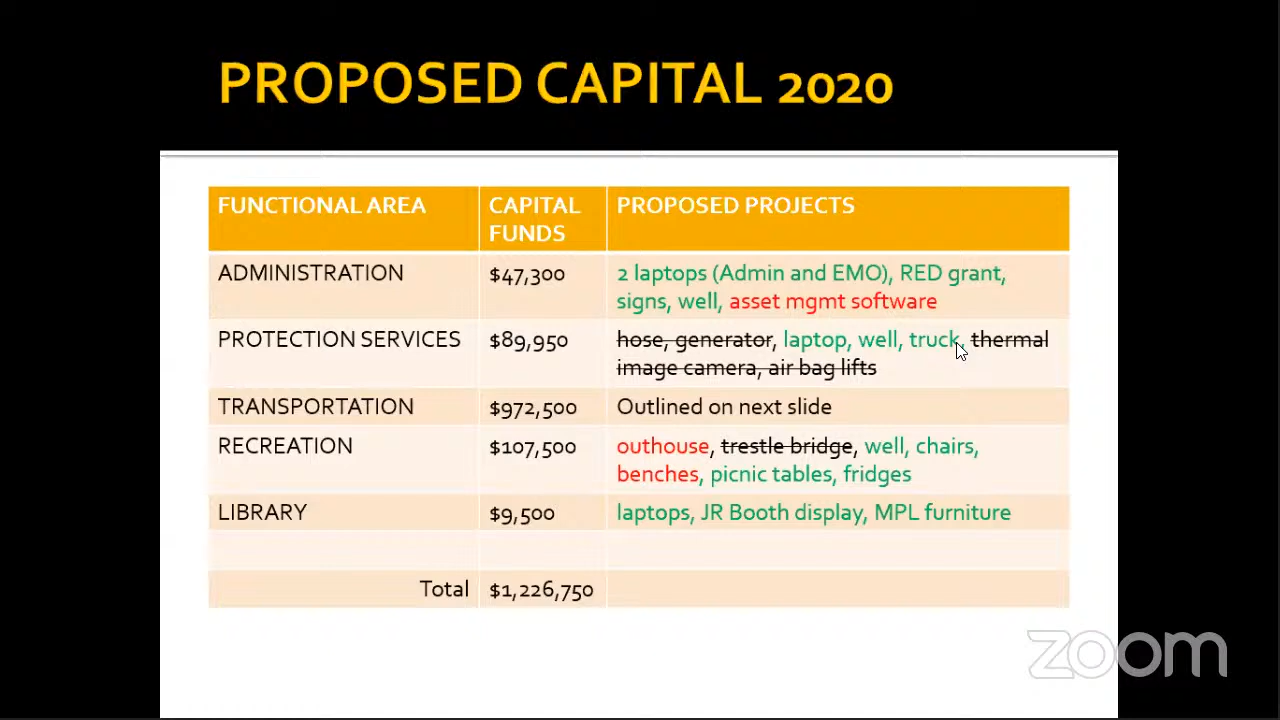 PROPOSED CAPITAL 2020
FUNCTIONAL AREA
CAPITAL
FUNDS
PROPOSED PROJECTS
ADMINISTRATION
$47,300
2 laptops (Admin and EMO), RED grant,
signs, well, asset mgmt software
PROTECTION SERVICES
$89,950
hose, generator, laptop, well, truck, thermal
image camera, air bag lifts
TRANSPORTATION
$972,500
Outlined on next slide
RECREATION
$107,500
outhouse, trestle bridge, well, chairs,
benches, picnic tables, fridges
LIBRARY
$9,500
laptops, JR Booth display, MPL furniture
Total
$1,226,750
zoom